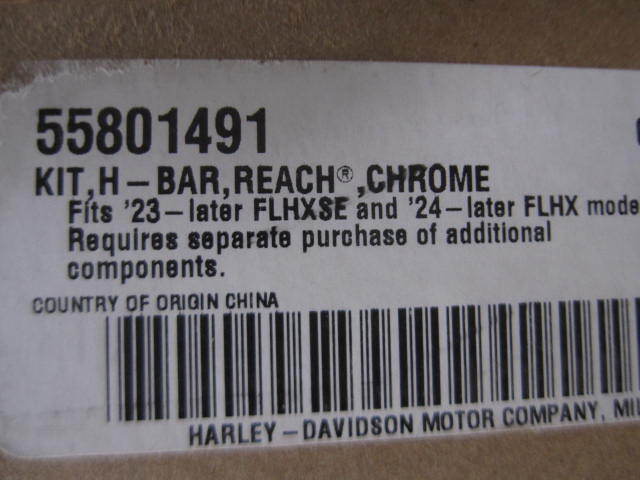 55801491
KIT,H-BAR,REACH®,CHROME
Fits '23-later FLHXSE and '24-later FLHX mode
Requires separate purchase of additional
components.
COUNTRY OF ORIGIN CHINA
HARLEY-DAVIDSON MOTOR COMPANY,